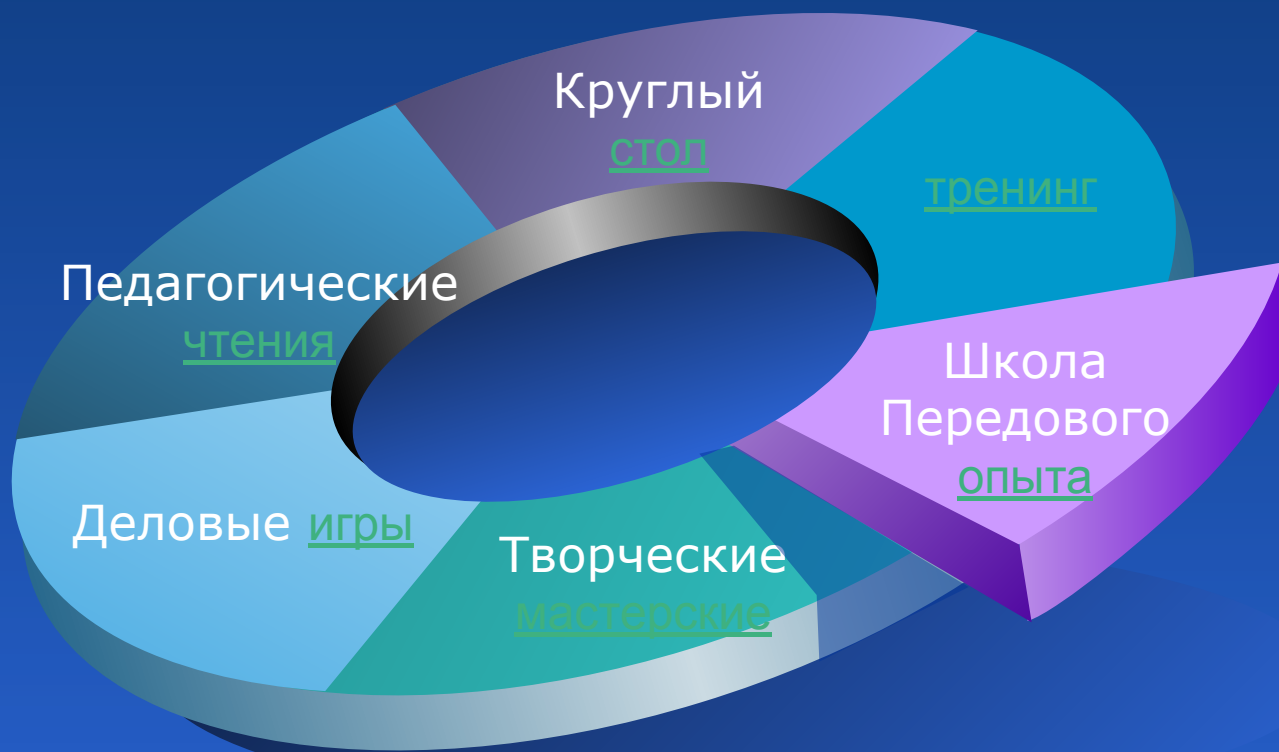 Круглый
стол
тренинг
Педагогические
чтения
Школа
Передового
опыта
Деловые игры
Творческие
мастерские